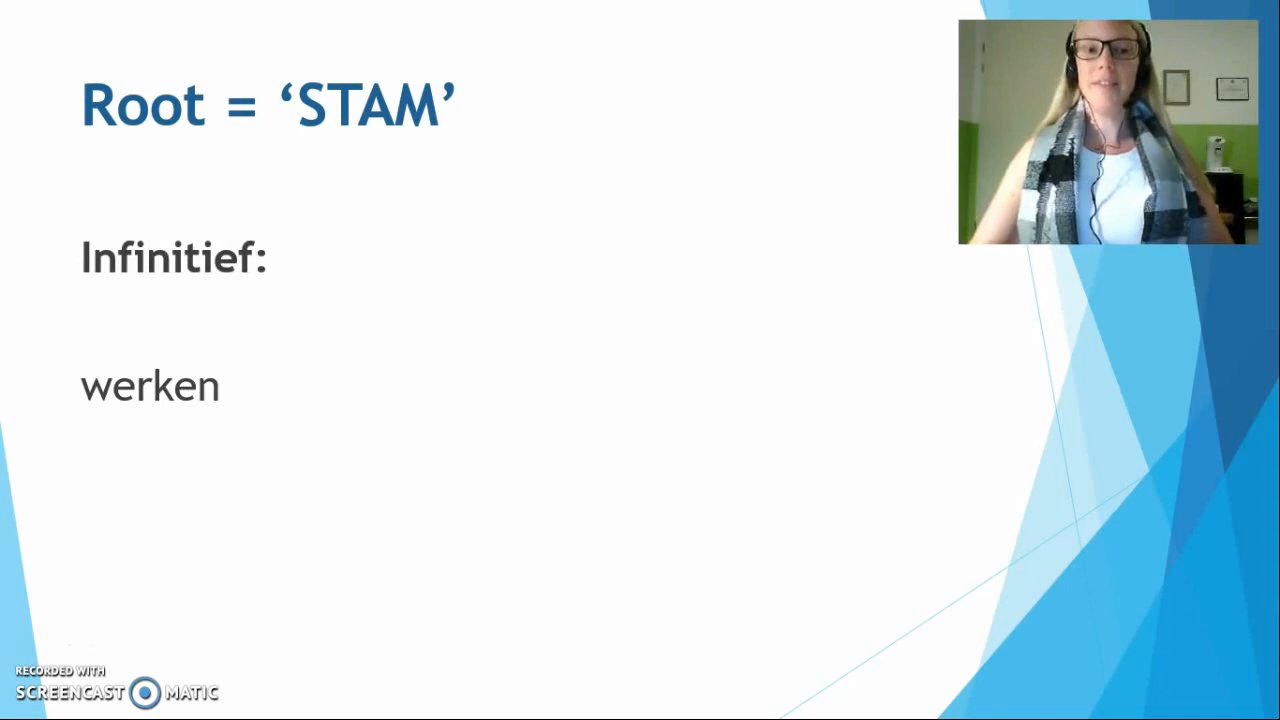 Root = ‘STAM’
Infinitief:
werken
RECORDED WITH
SCREENCAST MATIC